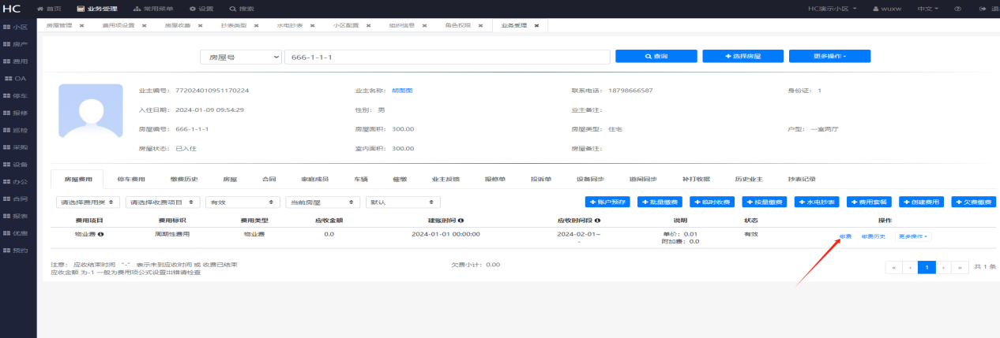 HC 首页 业务受理 常用菜单 设置 搜索 HC演示小区 wuxw 中文
房屋管理 × 费用项设置 × 房屋收费 × 抄表类型 × 水电抄表 × 小区配置 × 组织信息 × 角色权限 × 业务受理 ×
小区
房产
费用
OA
停车
报修
巡检
采购
设备
办公
合同
报表
优惠
预约
房屋号 666-1-1-1 查询 +选择房屋 更多操作
业主编号： 772024010951170224 业主名称： 胡图图 联系电话： 18798666587 身份证： 1
入住日期： 2024-01-09 09:54:29 性别： 男 业主备注：
房屋编号： 666-1-1-1 房屋面积： 300.00 房屋类型： 住宅 户型： 一室两厅
房屋状态： 已入住 室内面积： 300.00 房屋备注：
房屋费用 停车费用 缴费历史 房屋 合同 家庭成员 车辆 催缴 业主反馈 报修单 投诉单 设备同步 道闸同步 补打收据 历史业主 抄表记录
请选择费用类 请选择收费项目 有效 当前房屋 默认 +账户预存 +批量缴费 +临时收费 +按量缴费 +水电抄表 +费用套餐 +创建费用 +欠费缴费
费用项目 费用标识 费用类型 应收金额 建账时间 应收时间段 说明 状态 操作
物业费 周期性费用 物业费 0.0 2024-01-01 00:00:00 2024-02-01~ 单价：0.01 有效 缴费 缴费历史 更多操作
- 附加费：0.0
注意： 应收结束时间 “-” 表示未到应收时间 或 收费已结束 欠费小计：0.00 « ‹ 1 › » 共 1 条
应收金额 为-1 一般为费用项公式设置出错请检查